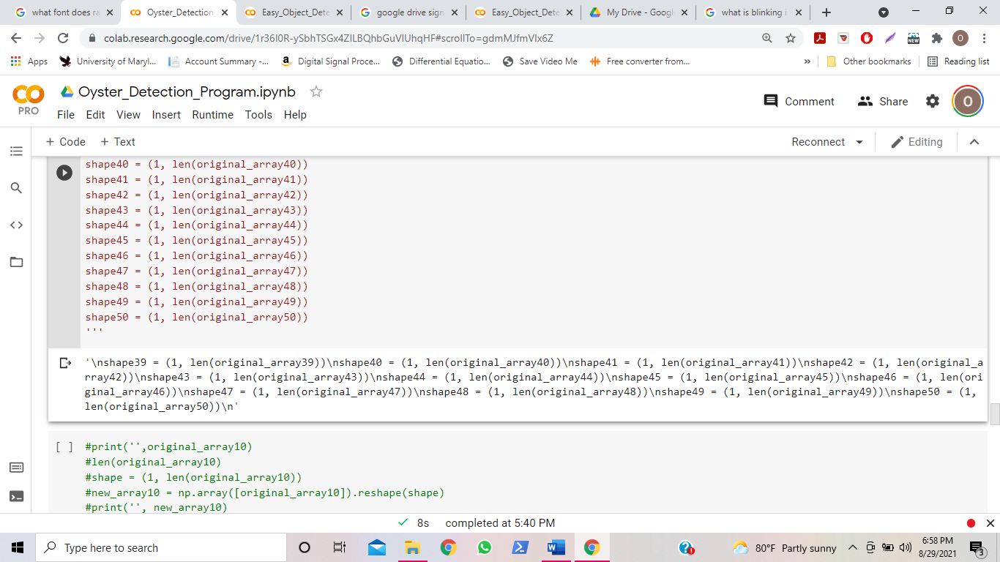 what font does ra
Oyster_Detection
Easy_Object_Dete
google drive sign
Easy_Object_Dete
My Drive - Googl
what is blinking i
colab.research.google.com/drive/1r36I0R-ySbhTSGx4ZILBQhbGuVlUhqHF#scrollTo=gdmMJfmVIx6Z
NEW
O
Apps
University of Maryl...
Account Summary -...
Digital Signal Proce...
Differential Equatio...
Save Video Me
Free converter from...
»
Other bookmarks
Reading list
PRO
Oyster_Detection_Program.ipynb
File Edit View Insert Runtime Tools Help
Comment
Share
O
+ Code + Text
Reconnect
Editing
shape40 = (1, len(original_array40))
shape41 = (1, len(original_array41))
shape42 = (1, len(original_array42))
shape43 = (1, len(original_array43))
shape44 = (1, len(original_array44))
shape45 = (1, len(original_array45))
shape46 = (1, len(original_array46))
shape47 = (1, len(original_array47))
shape48 = (1, len(original_array48))
shape49 = (1, len(original_array49))
shape50 = (1, len(original_array50))
'''
'\nshape39 = (1, len(original_array39))\nshape40 = (1, len(original_array40))\nshape41 = (1, len(original_array41))\nshape42 = (1, len(original_a
rray42))\nshape43 = (1, len(original_array43))\nshape44 = (1, len(original_array44))\nshape45 = (1, len(original_array45))\nshape46 = (1, len(ori
ginal_array46))\nshape47 = (1, len(original_array47))\nshape48 = (1, len(original_array48))\nshape49 = (1, len(original_array49))\nshape50 = (1,
len(original_array50))\n'
[ ] #print('',original_array10)
#len(original_array10)
#shape = (1, len(original_array10))
#new_array10 = np.array([original_array10]).reshape(shape)
#print('', new_array10)
8s completed at 5:40 PM
Type here to search
80°F Partly sunny
6:58 PM
8/29/2021
3